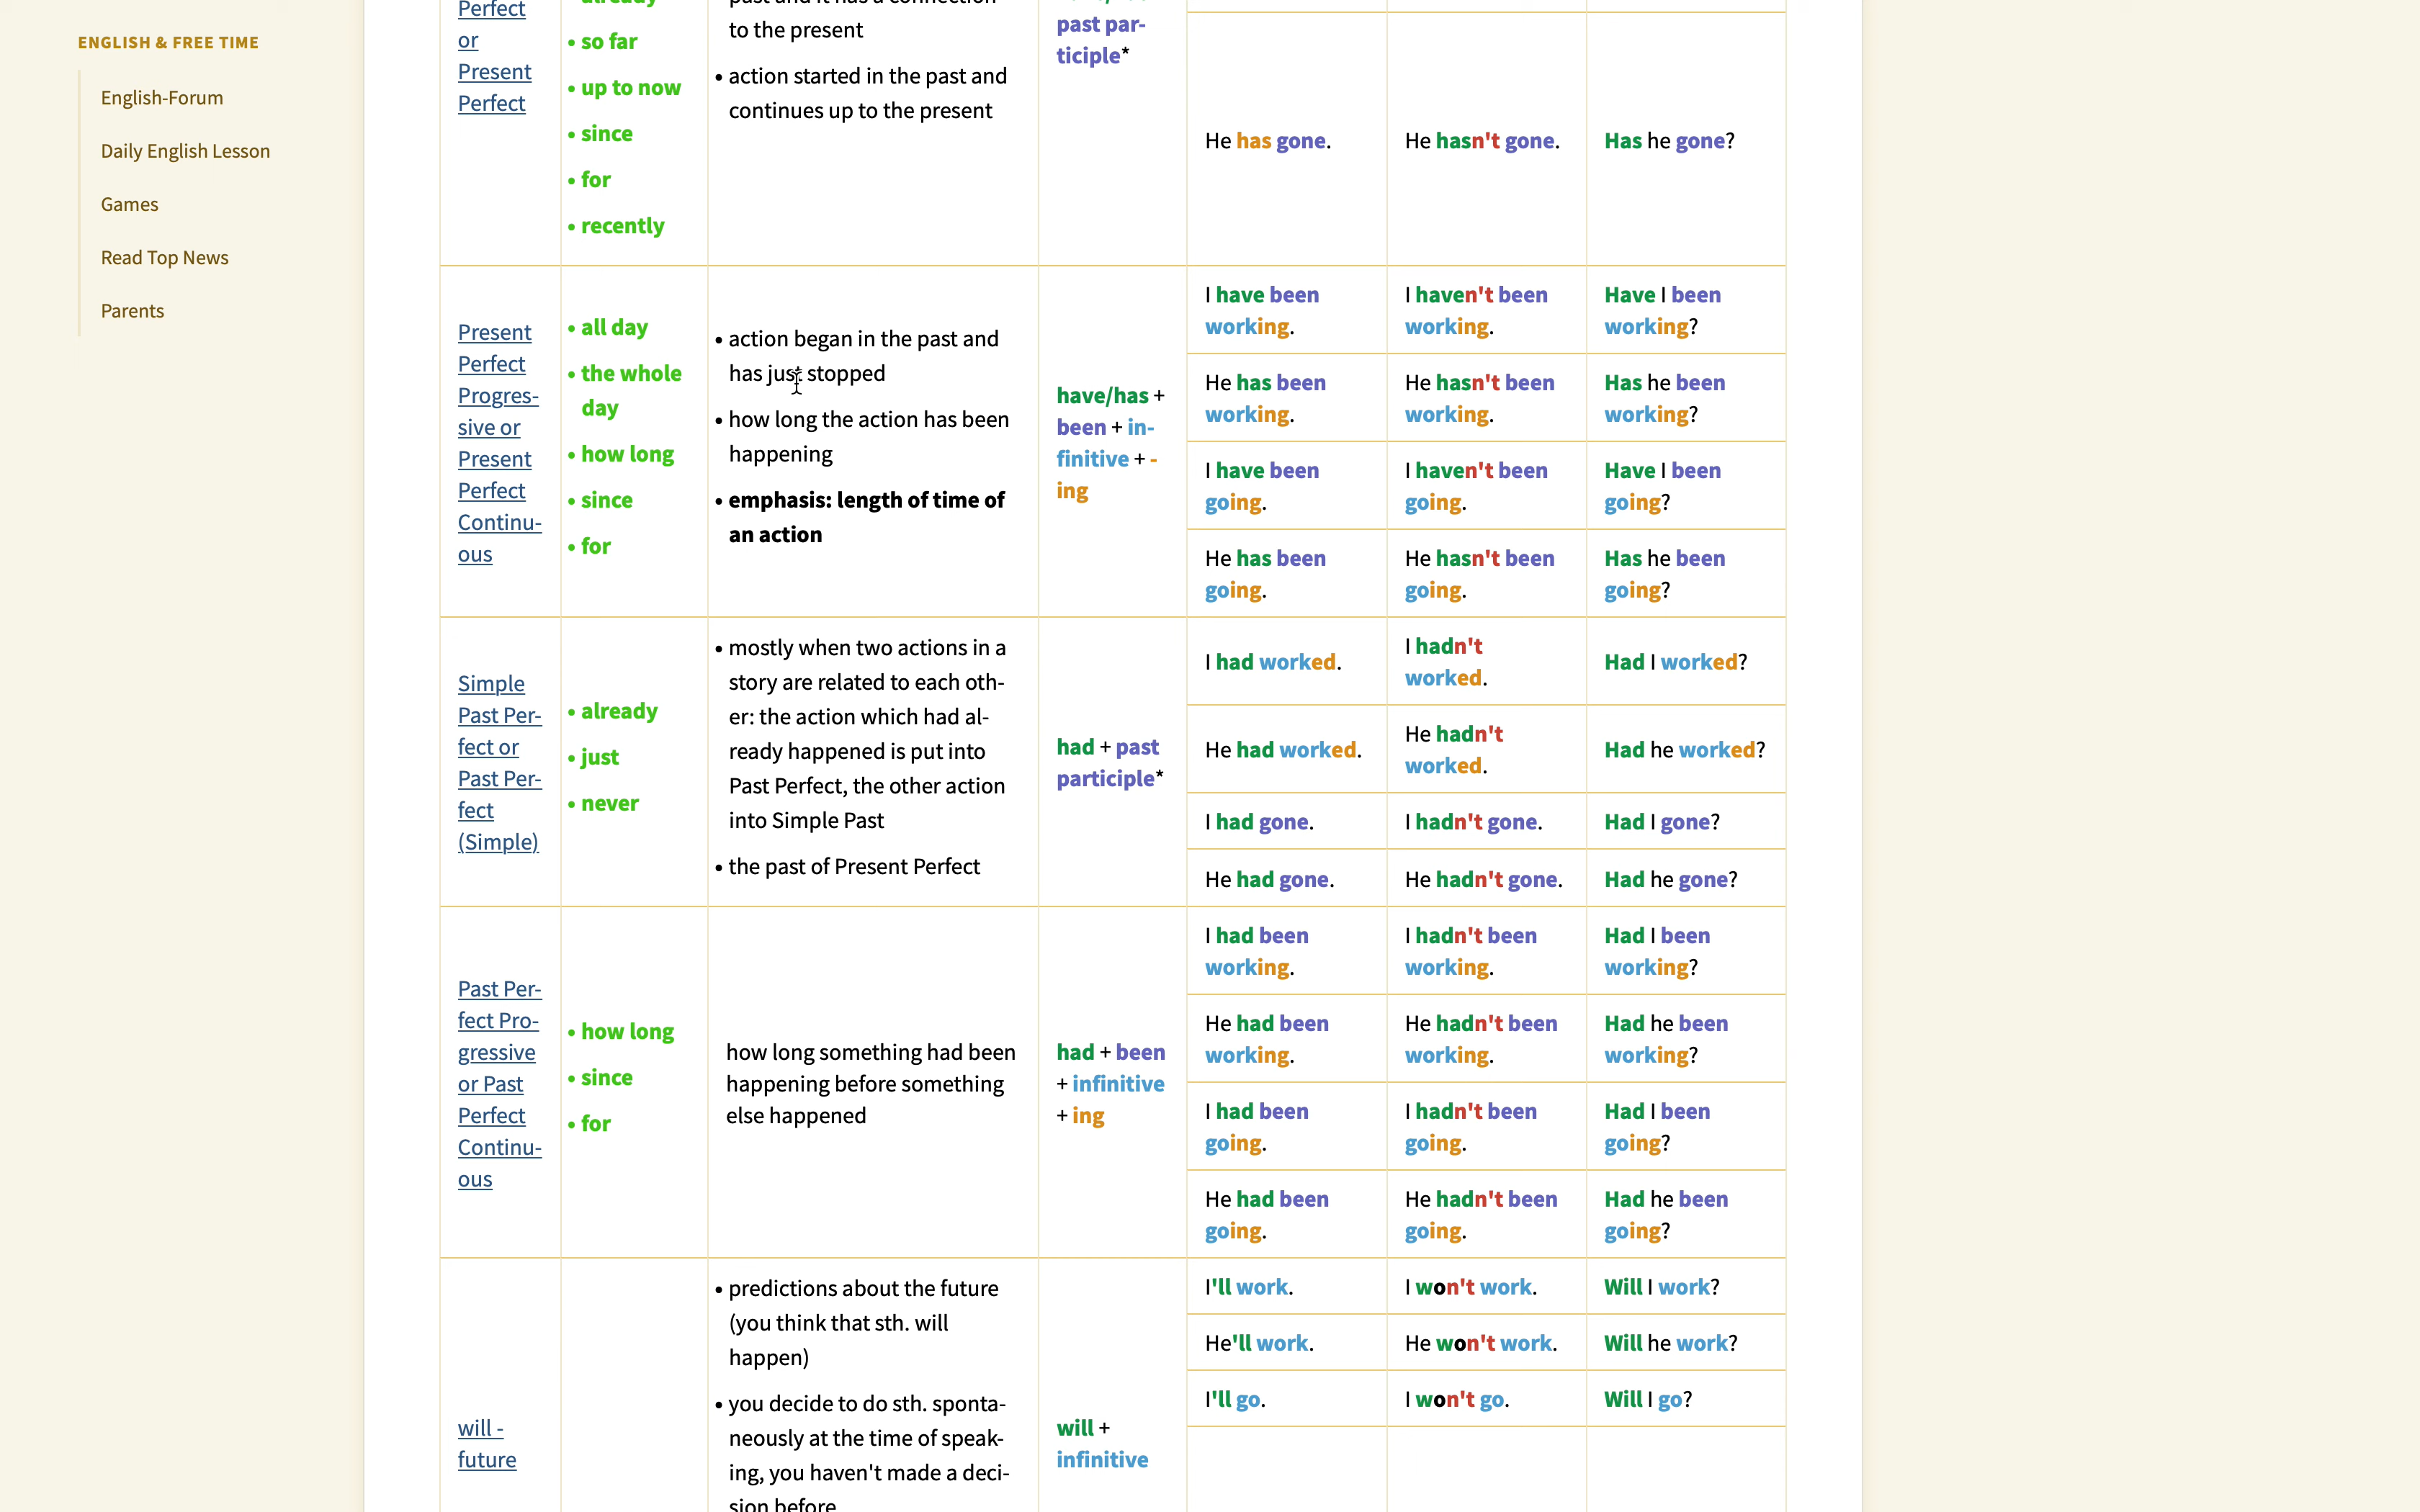 ENGLISH & FREE TIME
English-Forum
Daily English Lesson
Games
Read Top News
Parents
Perfect
or
Present
Perfect
• already
• so far
• up to now
• since
• for
• recently
past and it has a connection
to the present
• action started in the past and
continues up to the present
past par-
ticiple*
He has gone.
He hasn't gone.
Has he gone?
Present
Perfect
Progres-
sive or
Present
Perfect
Continu-
ous
• all day
• the whole
day
• how long
• since
• for
• action began in the past and
has just stopped
• how long the action has been
happening
• emphasis: length of time of
an action
have/has +
been + in-
finitive + -
ing
I have been
working.
I haven't been
working.
Have I been
working?
He has been
working.
He hasn't been
working.
Has he been
working?
I have been
going.
I haven't been
going.
Have I been
going?
He has been
going.
He hasn't been
going.
Has he been
going?
Simple
Past Per-
fect or
Past Per-
fect
(Simple)
• already
• just
• never
• mostly when two actions in a
story are related to each oth-
er: the action which had al-
ready happened is put into
Past Perfect, the other action
into Simple Past
• the past of Present Perfect
had + past
participle*
I had worked.
I hadn't
worked.
Had I worked?
He had worked.
He hadn't
worked.
Had he worked?
I had gone.
I hadn't gone.
Had I gone?
He had gone.
He hadn't gone.
Had he gone?
Past Per-
fect Pro-
gressive
or Past
Perfect
Continu-
ous
• how long
• since
• for
how long something had been
happening before something
else happened
had + been
+ infinitive
+ ing
I had been
working.
I hadn't been
working.
Had I been
working?
He had been
working.
He hadn't been
working.
Had he been
working?
I had been
going.
I hadn't been
going.
Had I been
going?
He had been
going.
He hadn't been
going.
Had he been
going?
will -
future
• predictions about the future
(you think that sth. will
happen)
• you decide to do sth. sponta-
neously at the time of speak-
ing, you haven't made a deci-
sion before
will +
infinitive
I'll work.
I won't work.
Will I work?
He'll work.
He won't work.
Will he work?
I'll go.
I won't go.
Will I go?